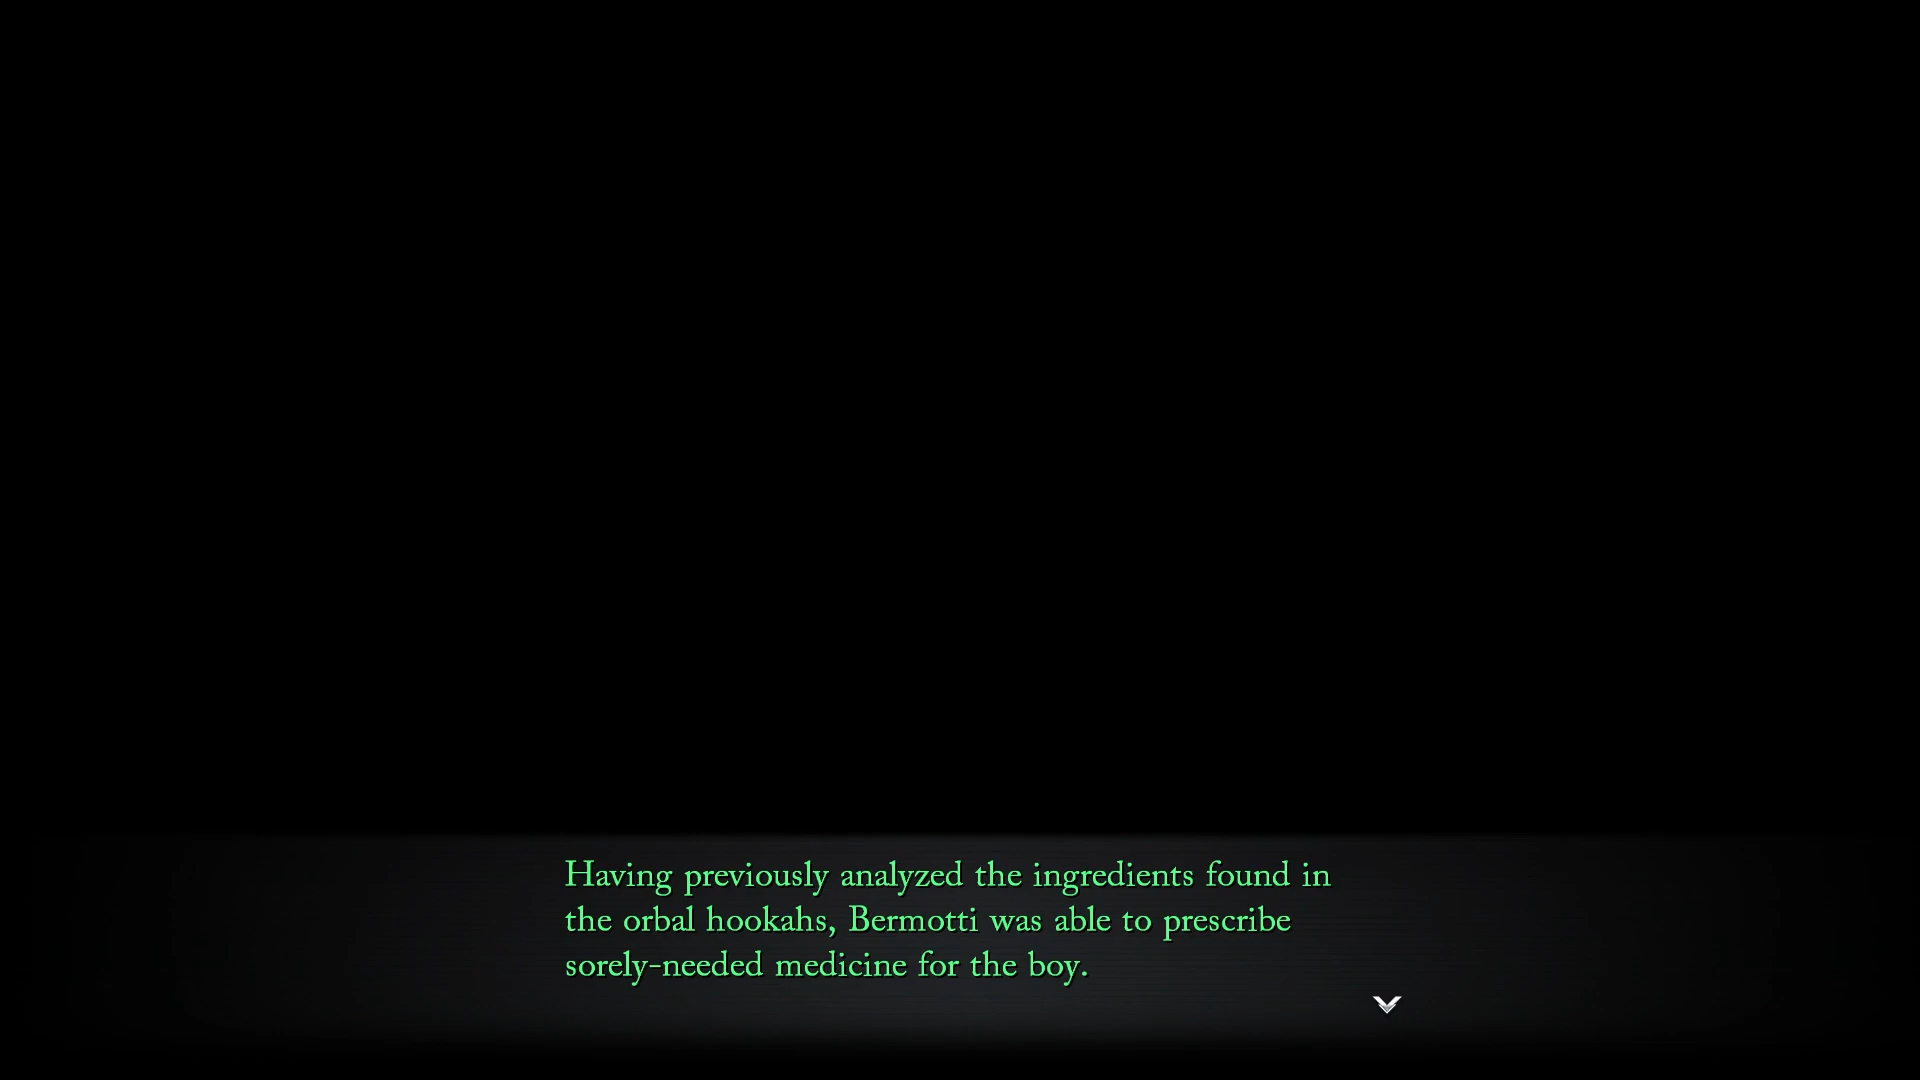 Having previously analyzed the ingredients found in
the orbal hookahs, Bermotti was able to prescribe
sorely-needed medicine for the boy.